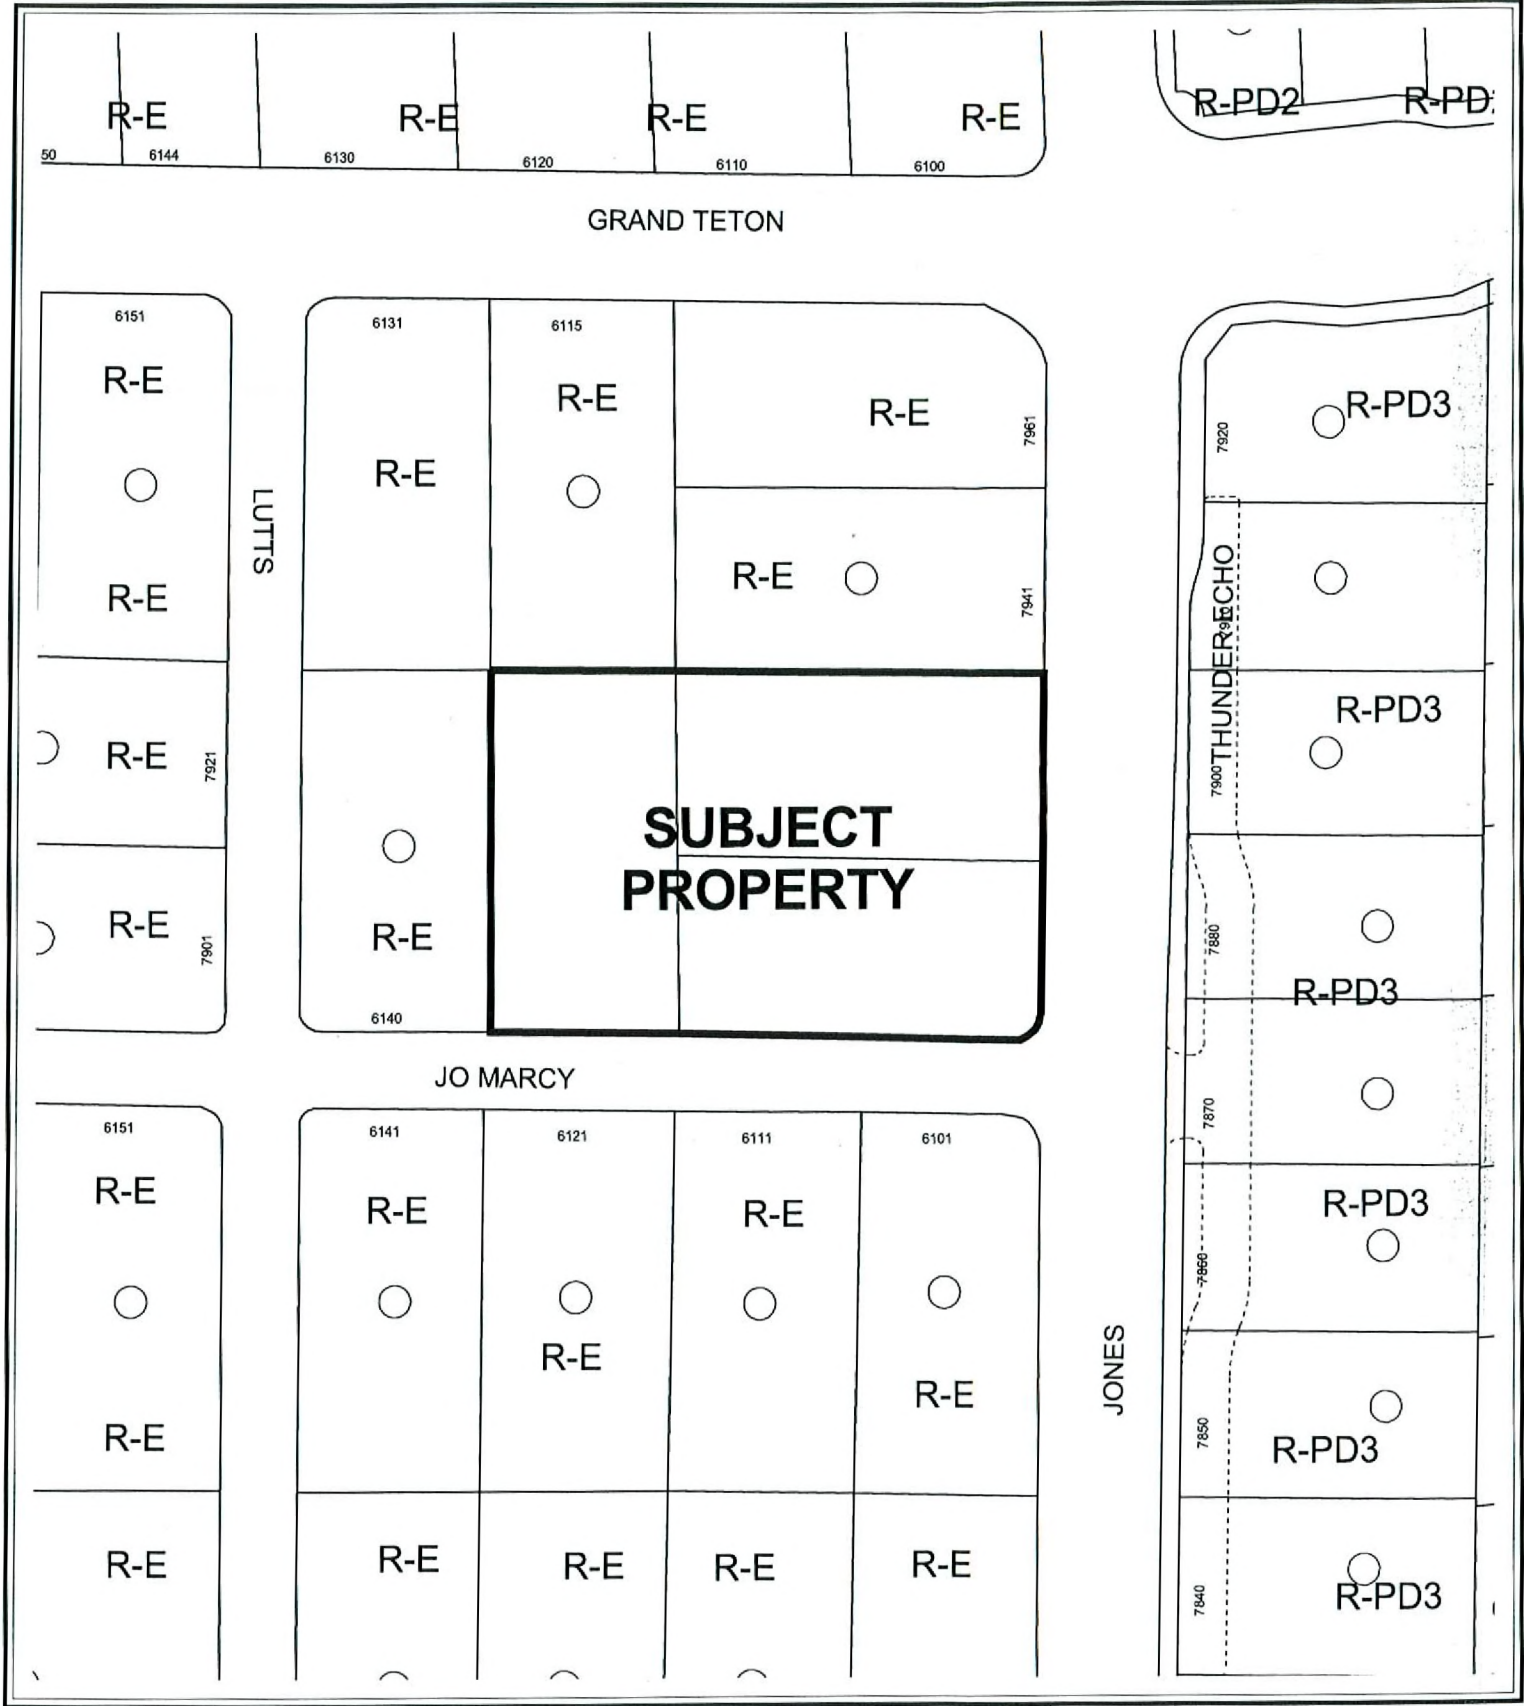 R-E R-E R-E R-E R-PD2 R-PD
50 6144 6130 6120 6110 6100
GRAND TETON
6151 6131 6115
R-E R-E R-E R-E 7961 7920 R-PD3
LUTTS
R-E R-E 7941
THUNDER ECHO
R-E 7921 7900 R-PD3
SUBJECT
PROPERTY
R-E 7901 R-E 7880 R-PD3
6140
JO MARCY
6151 6141 6121 6111 6101 7870
R-E R-E R-E R-PD3
7860
R-E R-E JONES
R-E 7850 R-PD3
R-E R-E R-E R-E R-E 7840 R-PD3